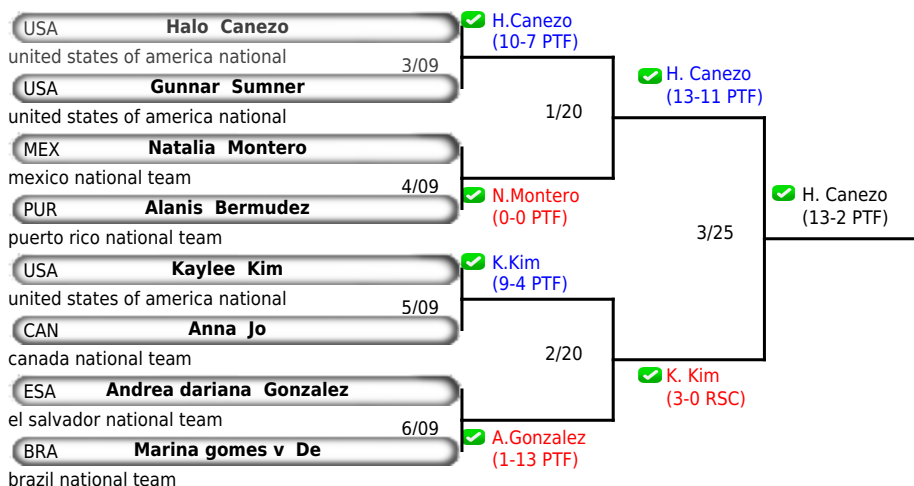 USA Halo Canezo
united states of america national
3/09
USA Gunnar Sumner
united states of america national
MEX Natalia Montero
mexico national team
4/09
PUR Alanis Bermudez
puerto rico national team
USA Kaylee Kim
united states of america national
5/09
CAN Anna Jo
canada national team
ESA Andrea dariana Gonzalez
el salvador national team
6/09
BRA Marina gomes v De
brazil national team
H.Canezo
(10-7 PTF)
1/20
N.Montero
(0-0 PTF)
K.Kim
(9-4 PTF)
2/20
A.Gonzalez
(1-13 PTF)
H. Canezo
(13-11 PTF)
3/25
K. Kim
(3-0 RSC)
H. Canezo
(13-2 PTF)